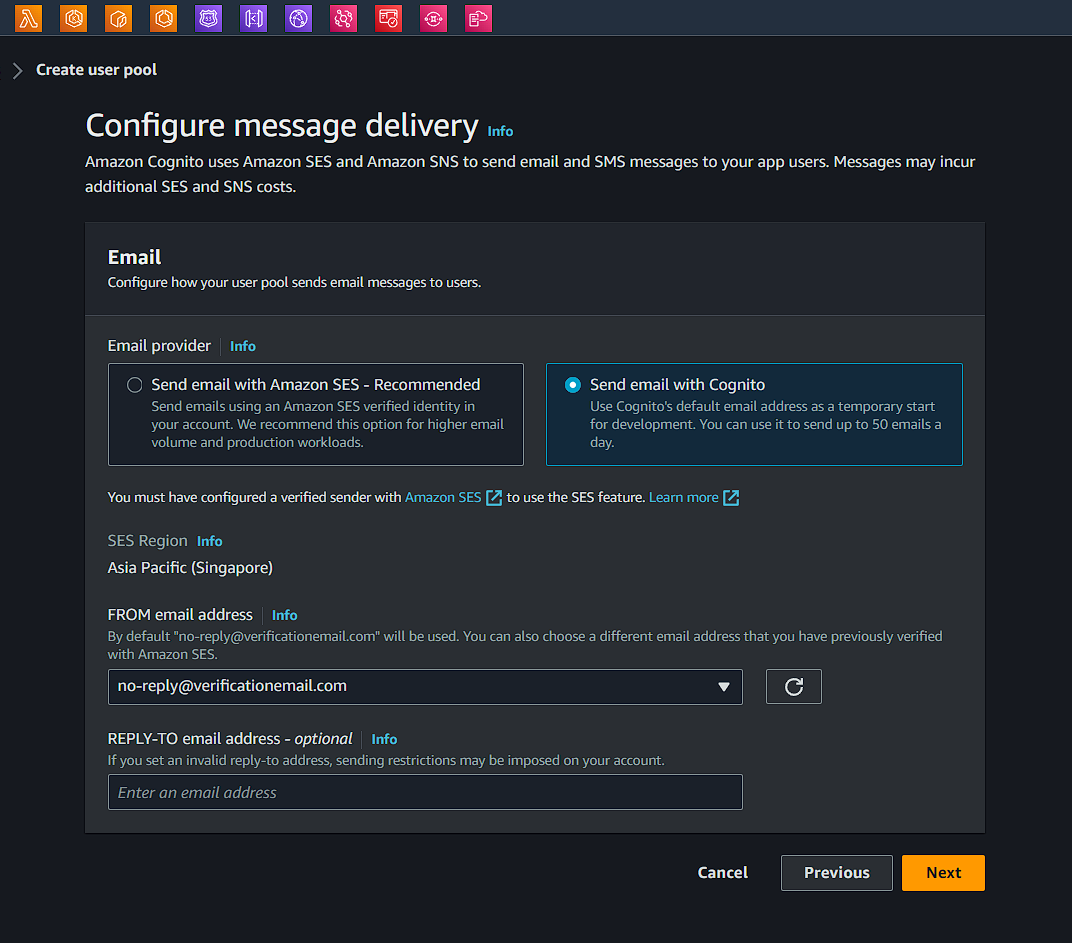 Create user pool
Configure message delivery Info
Amazon Cognito uses Amazon SES and Amazon SNS to send email and SMS messages to your app users. Messages may incur
additional SES and SNS costs.
Email
Configure how your user pool sends email messages to users.
Email provider Info
Send email with Amazon SES - Recommended
Send emails using an Amazon SES verified identity in
your account. We recommend this option for higher email
volume and production workloads.
Send email with Cognito
Use Cognito's default email address as a temporary start
for development. You can use it to send up to 50 emails a
day.
You must have configured a verified sender with Amazon SES to use the SES feature. Learn more
SES Region Info
Asia Pacific (Singapore)
FROM email address Info
By default "no-reply@verificationemail.com" will be used. You can also choose a different email address that you have previously verified
with Amazon SES.
no-reply@verificationemail.com
REPLY-TO email address - optional Info
If you set an invalid reply-to address, sending restrictions may be imposed on your account.
Enter an email address
Cancel Previous Next